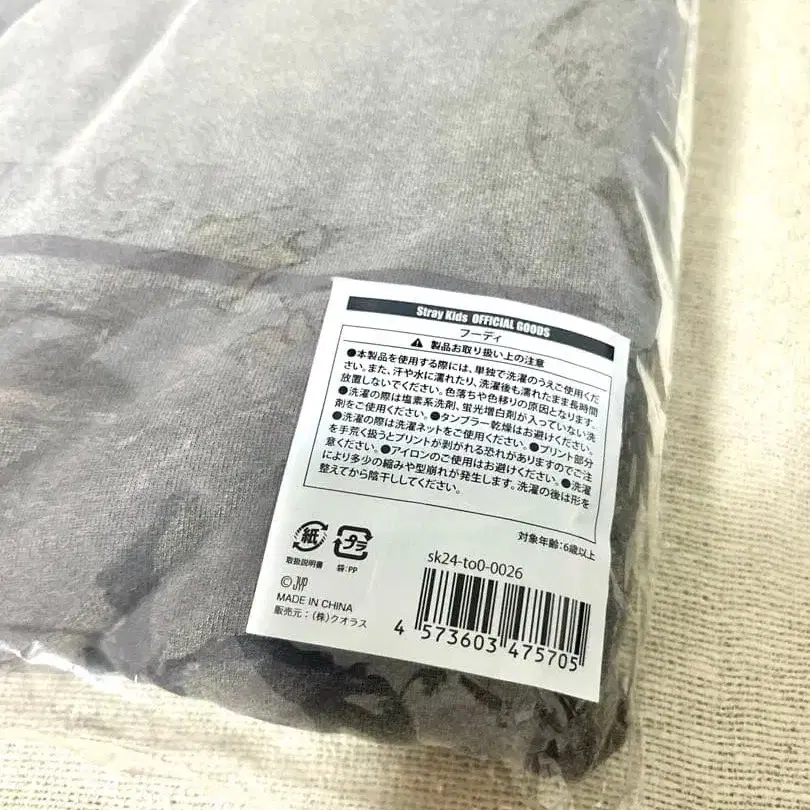 Stray Kids OFFICIAL GOODS
フーディ
製品お取り扱い上の注意
●本製品を使用する際には、単独で洗濯のうえご使用くだ
さい。また、汗や水に濡れたり、洗濯後も濡れたまま長時間
放置しないでください。色落ちや色移りの原因となります。
●洗濯の際は塩素系洗剤、蛍光増白剤が入っていない洗
剤をご使用ください。●タンブラー乾燥はお避けください。
●洗濯の際は洗濯ネットをご使用ください。●プリント部分
を手荒く扱うとプリントが剥がれる恐れがありますのでご注
意ください。●アイロンのご使用はお避けください。●洗濯
により多少の縮みや型崩れが発生します。洗濯の後は形を
整えてから陰干ししてください。
対象年齢:6歳以上
紙 プラ
取扱説明書 袋:PP
sk24-to0-0026
©JYP
MADE IN CHINA
販売元:(株)クオラス
4 573603 475705